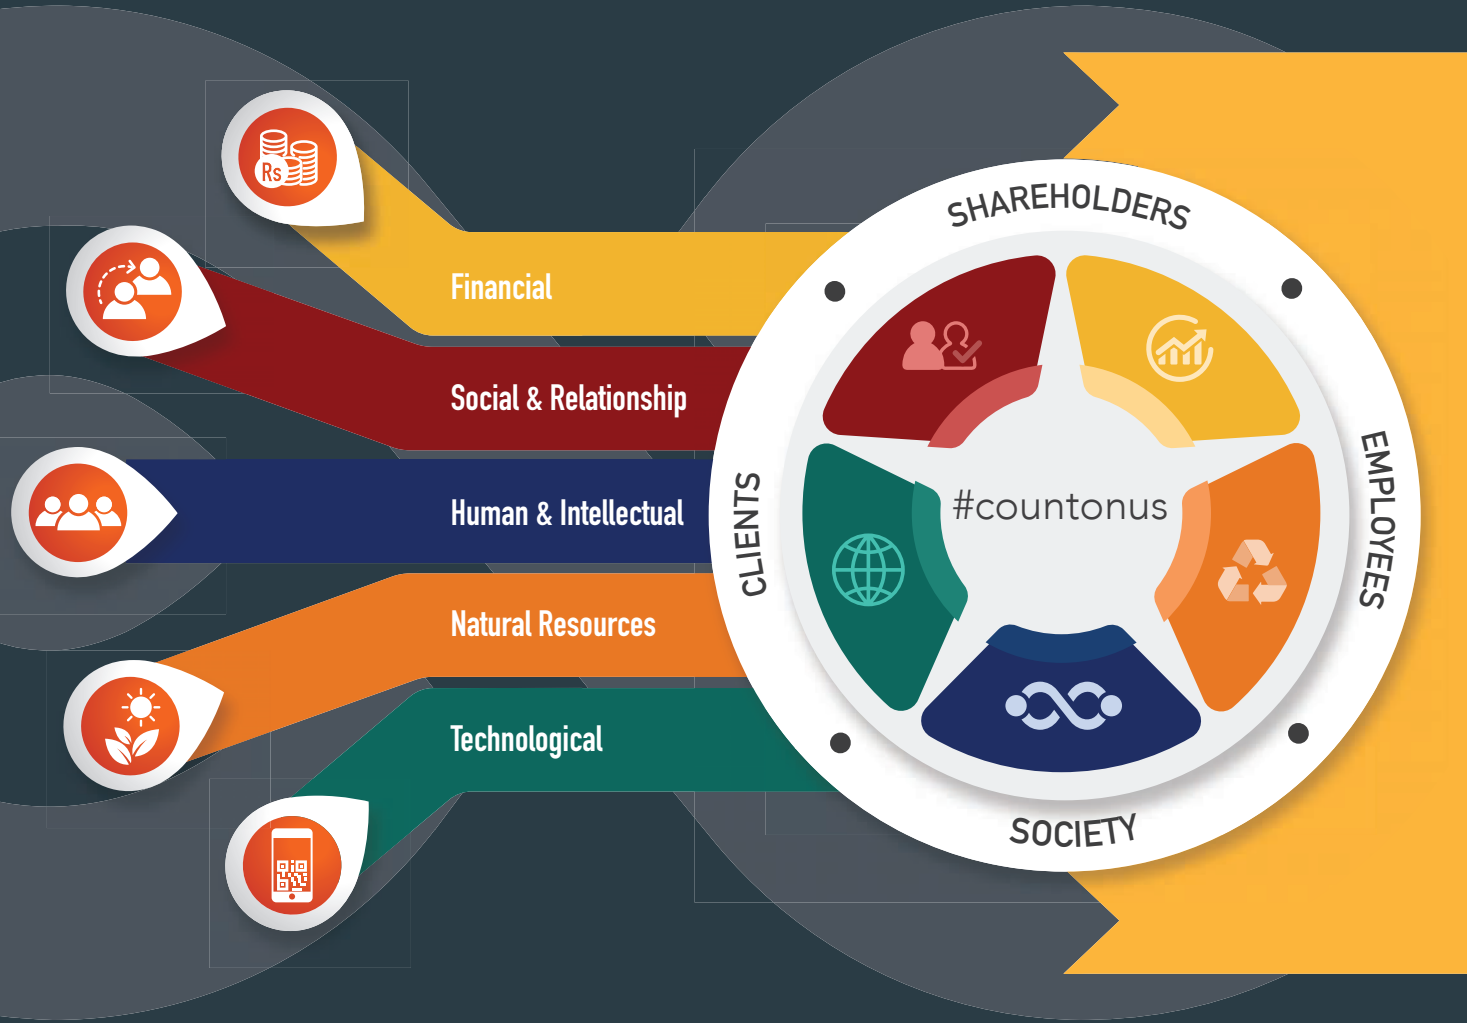 Rs
Financial
Social & Relationship
Human & Intellectual
Natural Resources
Technological
SHAREHOLDERS
EMPLOYEES
SOCIETY
CLIENTS
#countonus